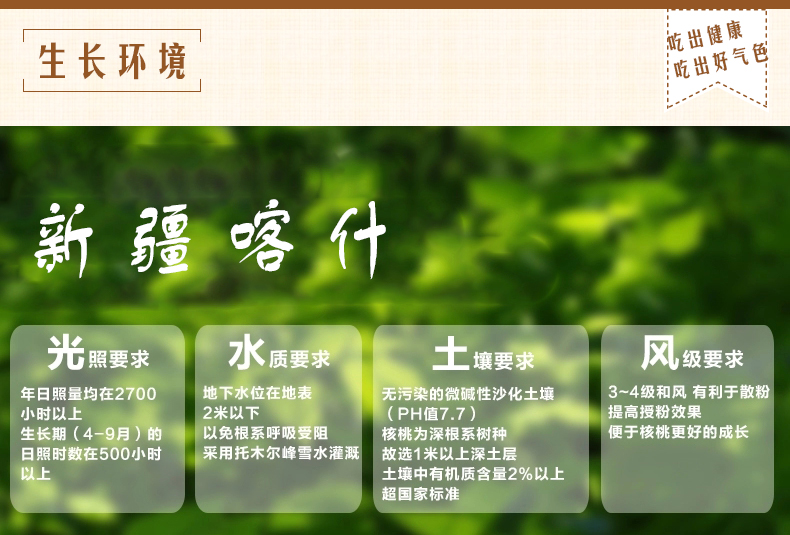 生长环境
吃出健康
吃出好气色
新疆喀什
光照要求
年日照量均在2700
小时以上
生长期（4-9月）的
日照时数在500小时
以上
水质要求
地下水位在地表
2米以下
以免根系呼吸受阻
采用托木尔峰雪水灌溉
土壤要求
无污染的微碱性沙化土壤
（PH值7.7）
核桃为深根系树种
故选1米以上深土层
土壤中有机质含量2%以上
超国家标准
风级要求
3~4级和风 有利于散粉
提高授粉效果
便于核桃更好的成长